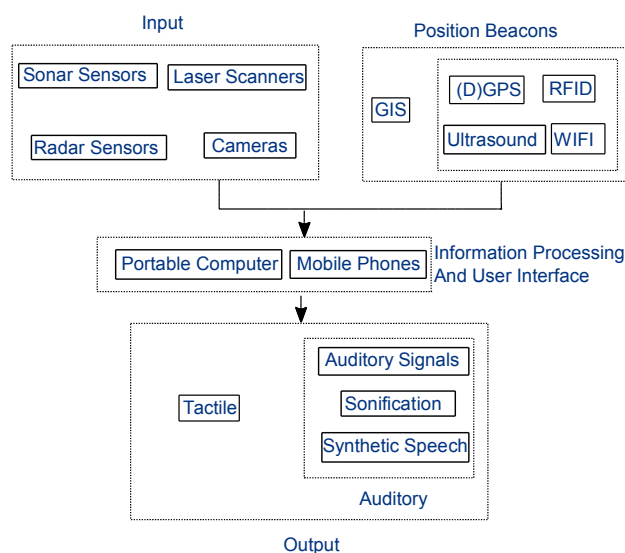 Input
Position Beacons
Sonar Sensors
Laser Scanners
Radar Sensors
Cameras
GIS
(D)GPS
RFID
Ultrasound
WIFI
Portable Computer
Mobile Phones
Information Processing
And User Interface
Tactile
Auditory Signals
Sonification
Synthetic Speech
Auditory
Output